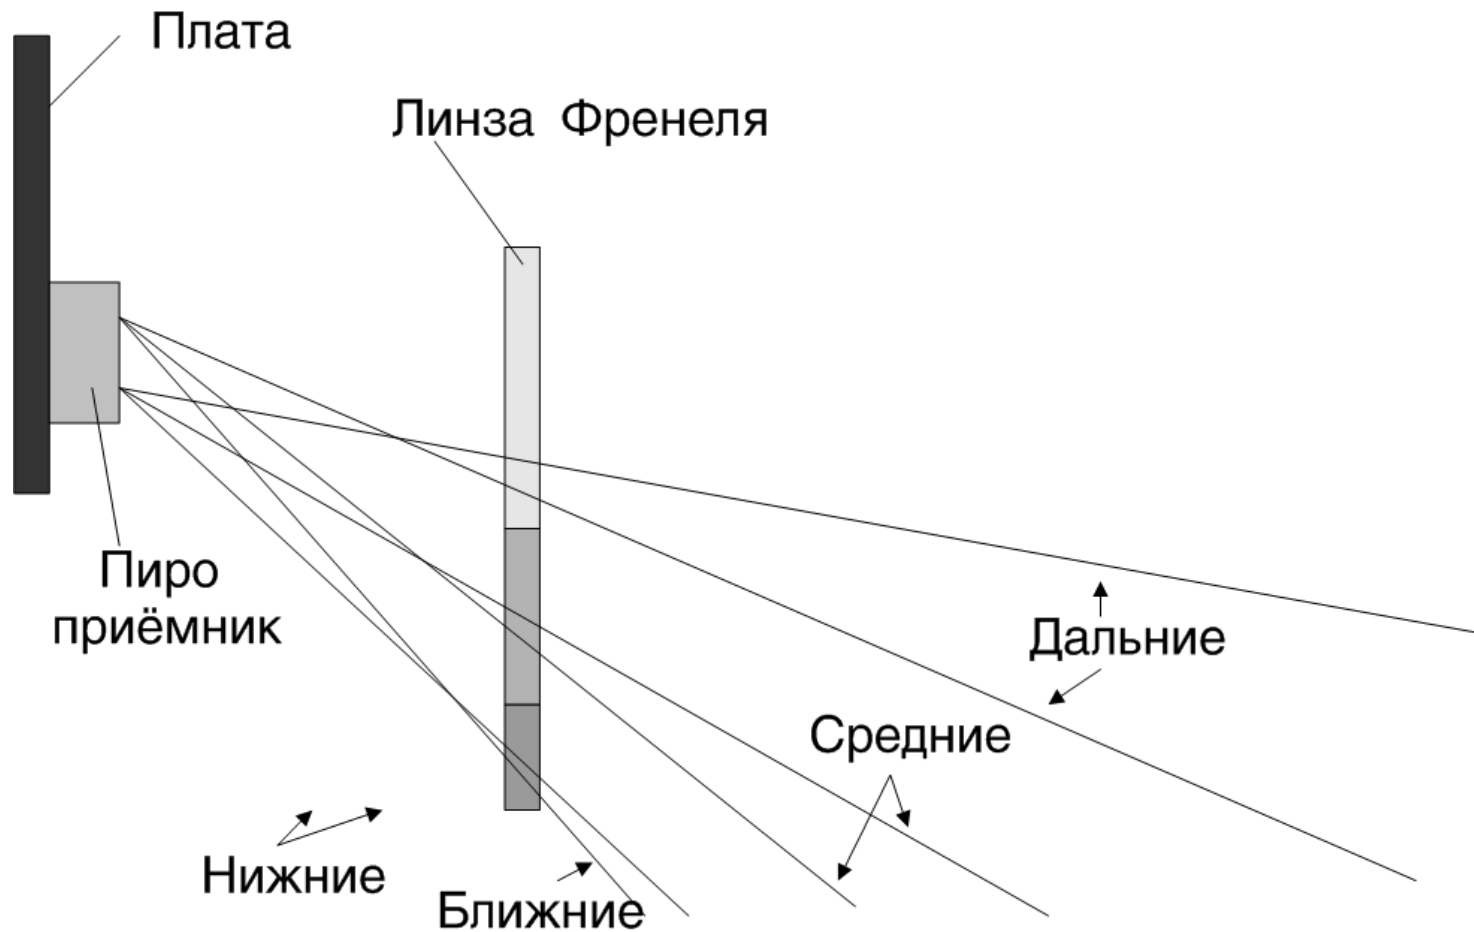 Плата
Линза Френеля
Пиро
приёмник
Дальние
Средние
Нижние
Ближние